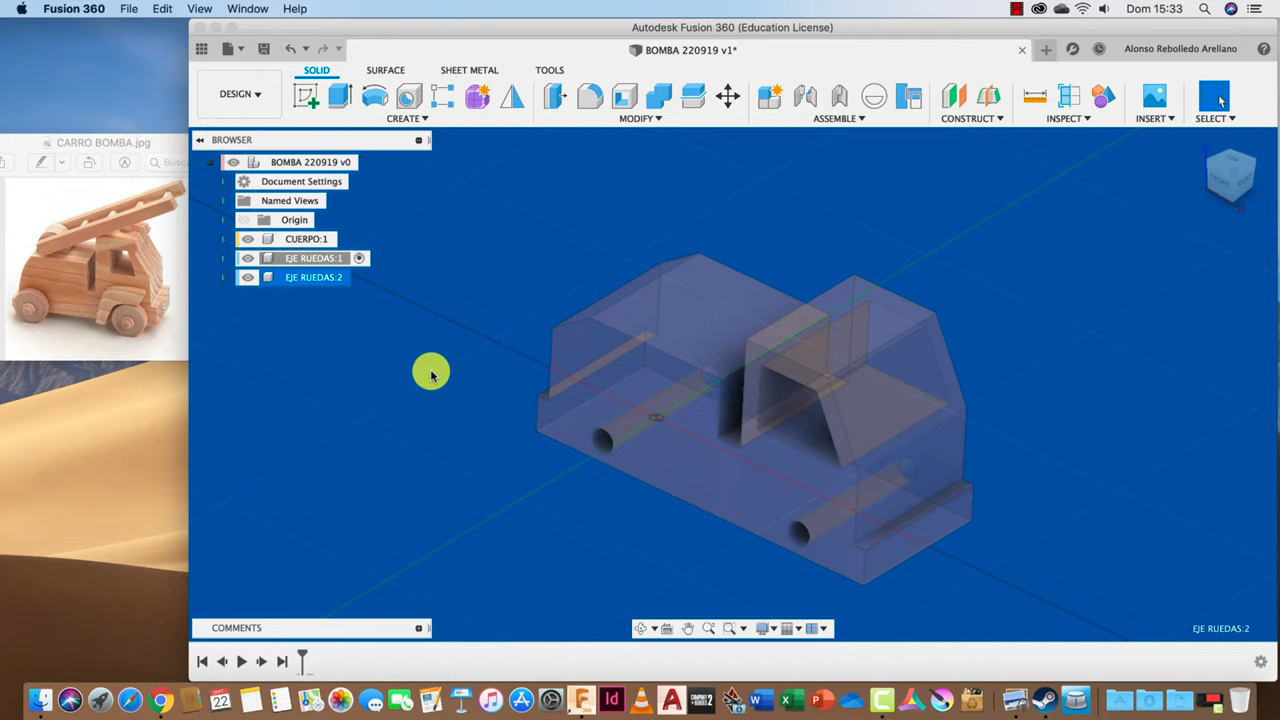 Fusion 360 File Edit View Window Help Dom 15:33
Autodesk Fusion 360 (Education License)
BOMBA 220919 v1* Alonso Rebolledo Arellano
SOLID SURFACE SHEET METAL TOOLS
DESIGN
CREATE MODIFY ASSEMBLE CONSTRUCT INSPECT INSERT SELECT
BROWSER
CARRO BOMBA.jpg
BOMBA 220919 v0
Document Settings
Named Views
Origin
CUERPO:1
EJE RUEDAS:1
EJE RUEDAS:2
COMMENTS
EJE RUEDAS:2